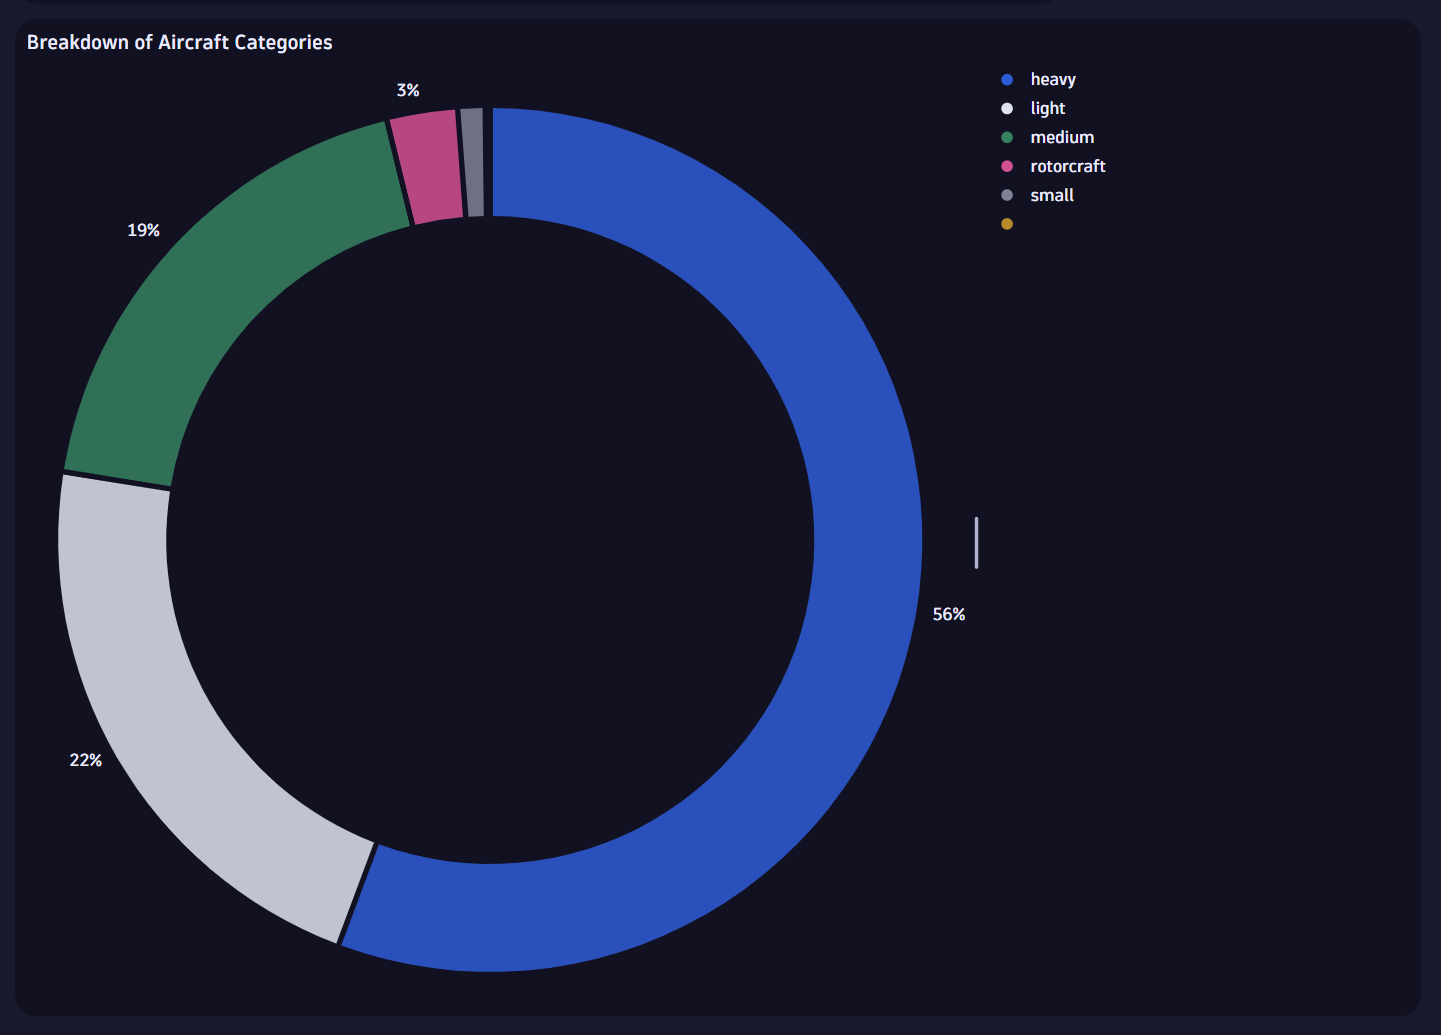 Breakdown of Aircraft Categories
heavy
light
medium
rotorcraft
small
3%
19%
56%
22%